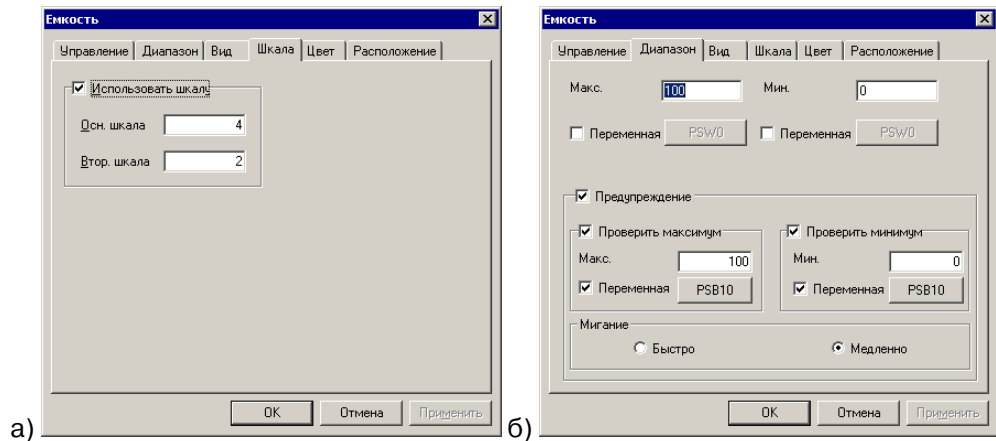 Емкость
Управление Диапазон Вид Шкала Цвет Расположение
Использовать шкалу
Осн. шкала 4
Втор. шкала 2
ОК Отмена Применить
а)
Емкость
Управление Диапазон Вид Шкала Цвет Расположение
Макс. 100 Мин. 0
Переменная PSW0 Переменная PSW0
Предупреждение
Проверить максимум Проверить минимум
Макс. 100 Мин. 0
Переменная PSB10 Переменная PSB10
Мигание
Быстро Медленно
ОК Отмена Применить
б)